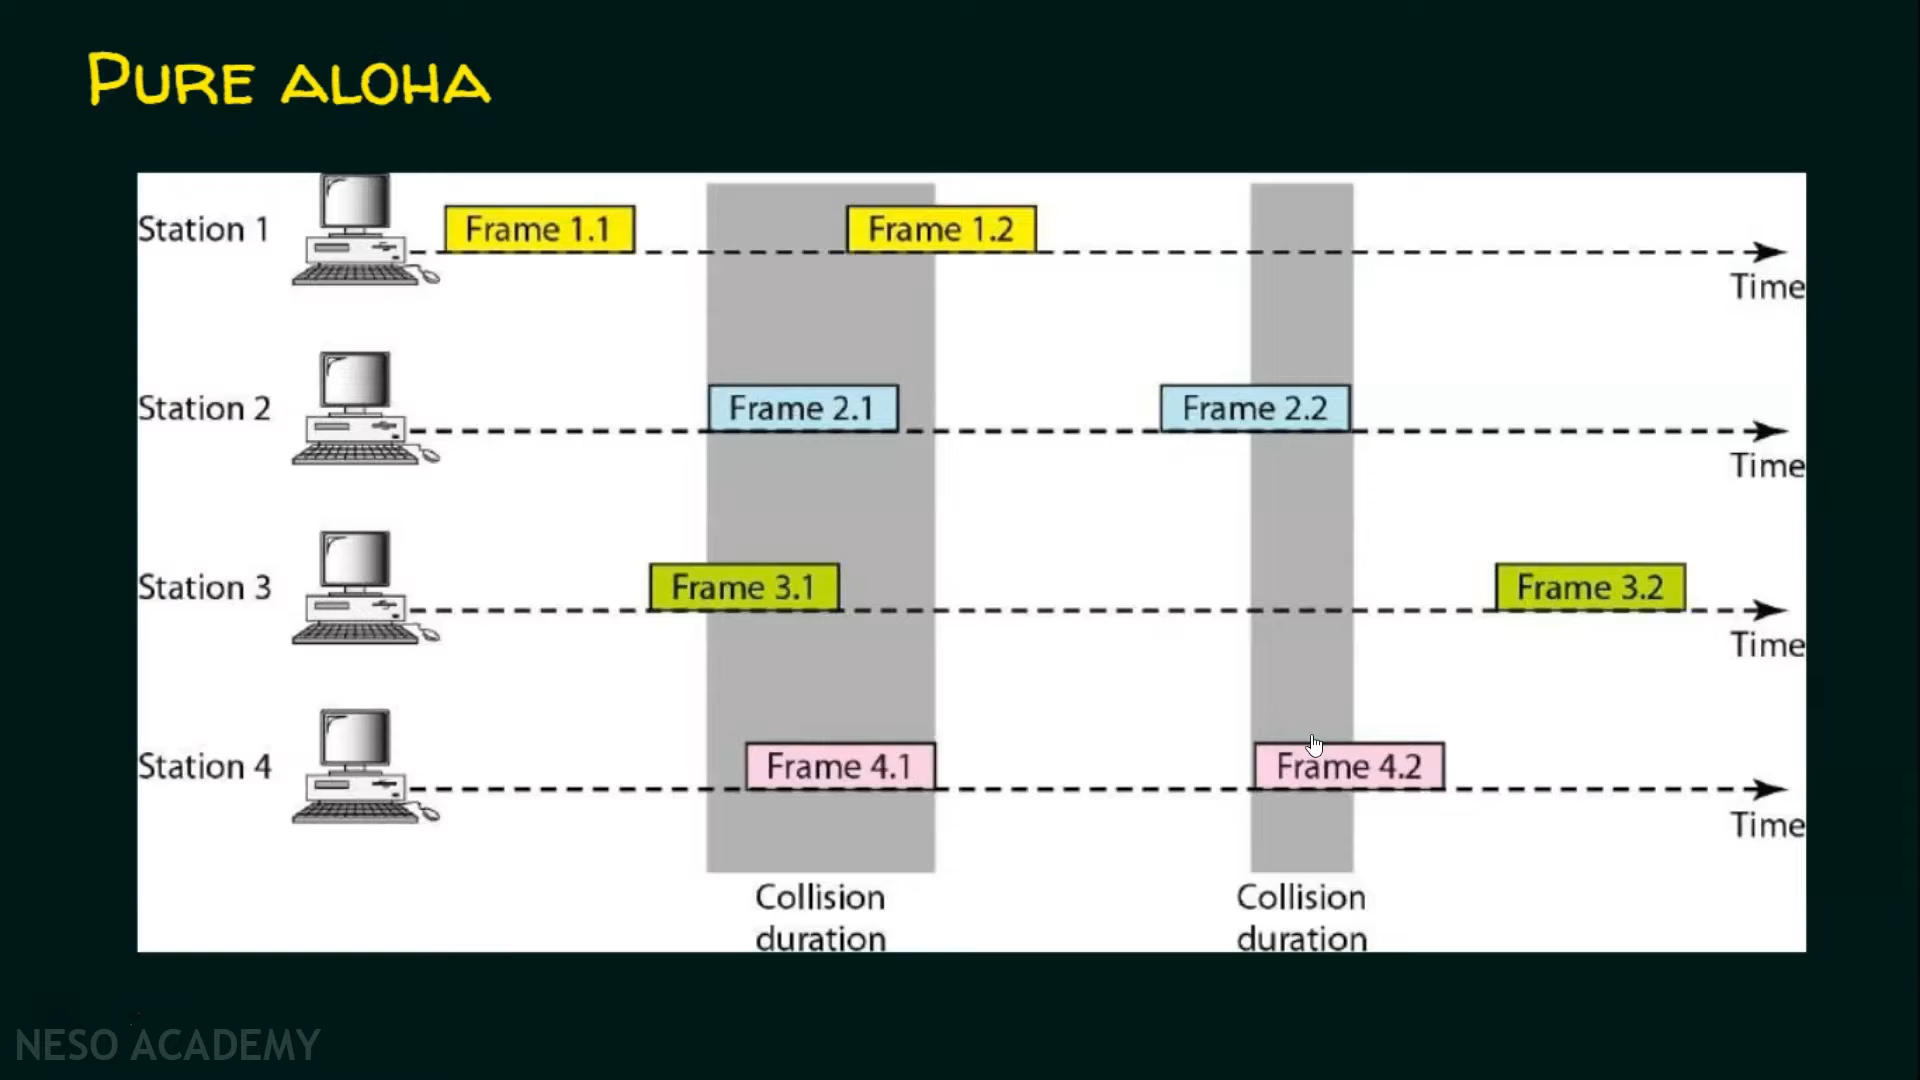 PURE ALOHA
Station 1
Frame 1.1
Frame 1.2
Time
Station 2
Frame 2.1
Frame 2.2
Time
Station 3
Frame 3.1
Frame 3.2
Time
Station 4
Frame 4.1
Frame 4.2
Time
Collision
duration
Collision
duration
NESO ACADEMY